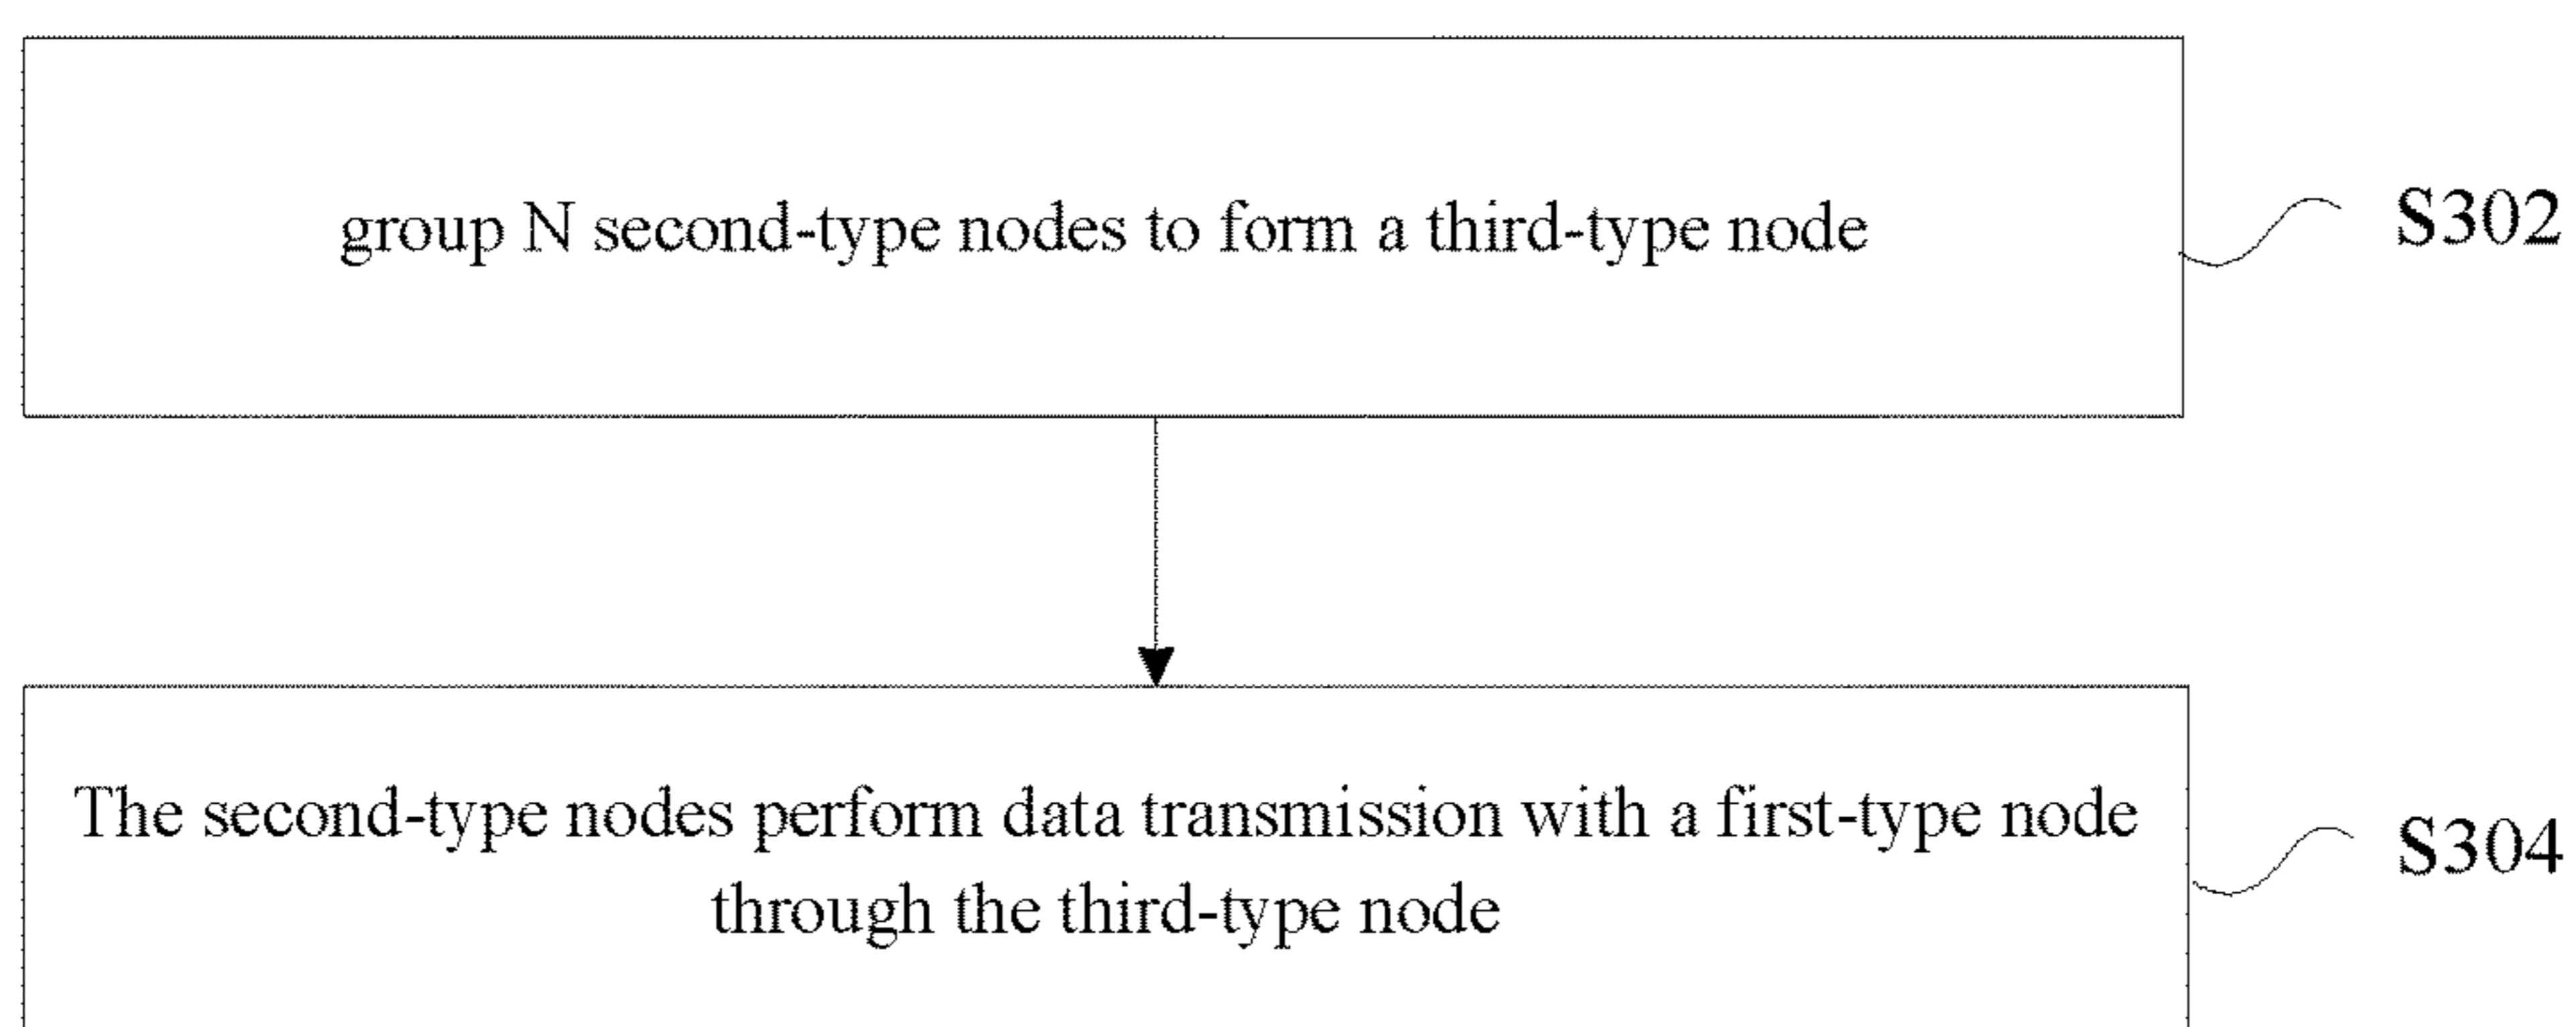 group N second-type nodes to form a third-type node
S302
The second-type nodes perform data transmission with a first-type node
through the third-type node
S304